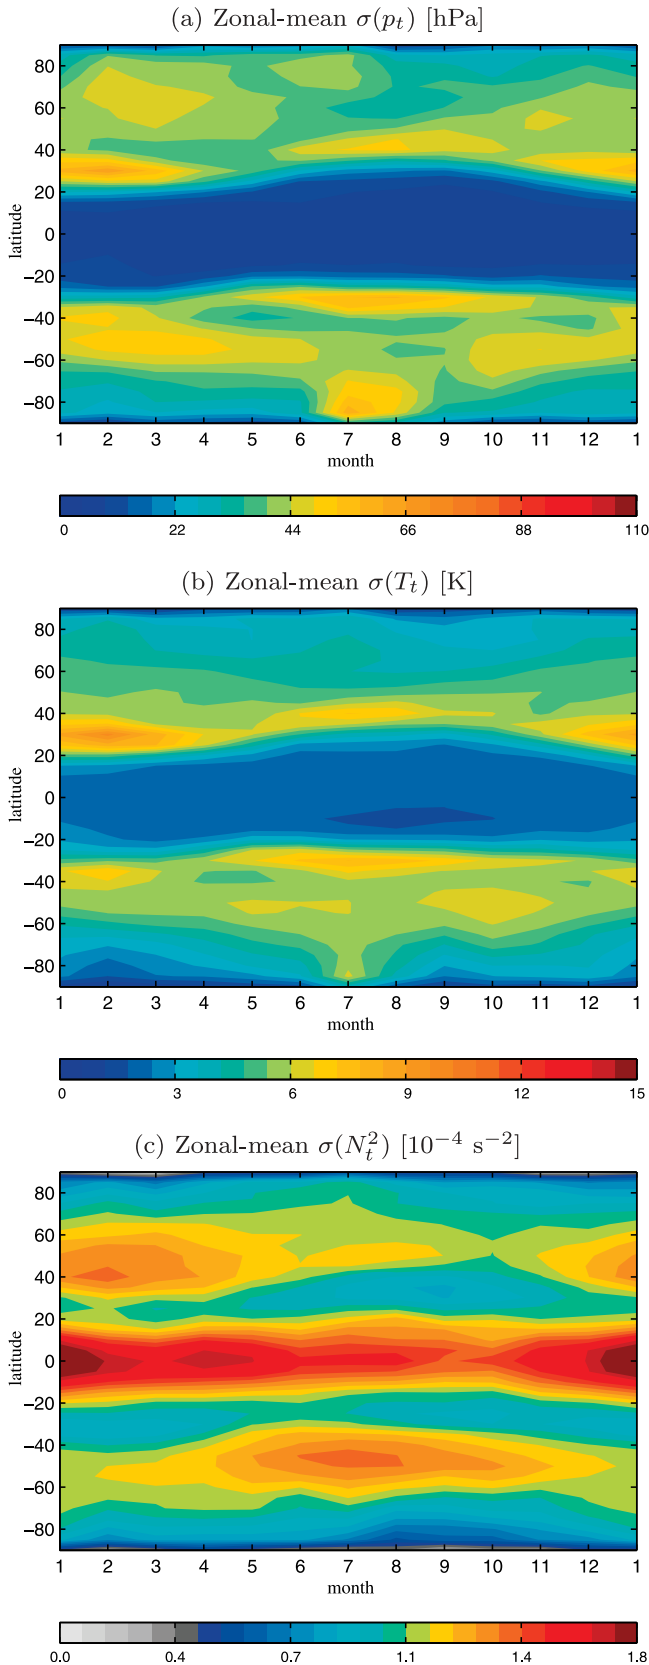 (a) Zonal-mean σ(p_t) [hPa]
80
60
40
20
0
−20
−40
−60
−80
latitude
1 2 3 4 5 6 7 8 9 10 11 12 1
month
0 22 44 66 88 110
(b) Zonal-mean σ(T_t) [K]
80
60
40
20
0
−20
−40
−60
−80
latitude
1 2 3 4 5 6 7 8 9 10 11 12 1
month
0 3 6 9 12 15
(c) Zonal-mean σ(N_t^2) [10^−4 s^−2]
80
60
40
20
0
−20
−40
−60
−80
latitude
1 2 3 4 5 6 7 8 9 10 11 12 1
month
0.0 0.4 0.7 1.1 1.4 1.8